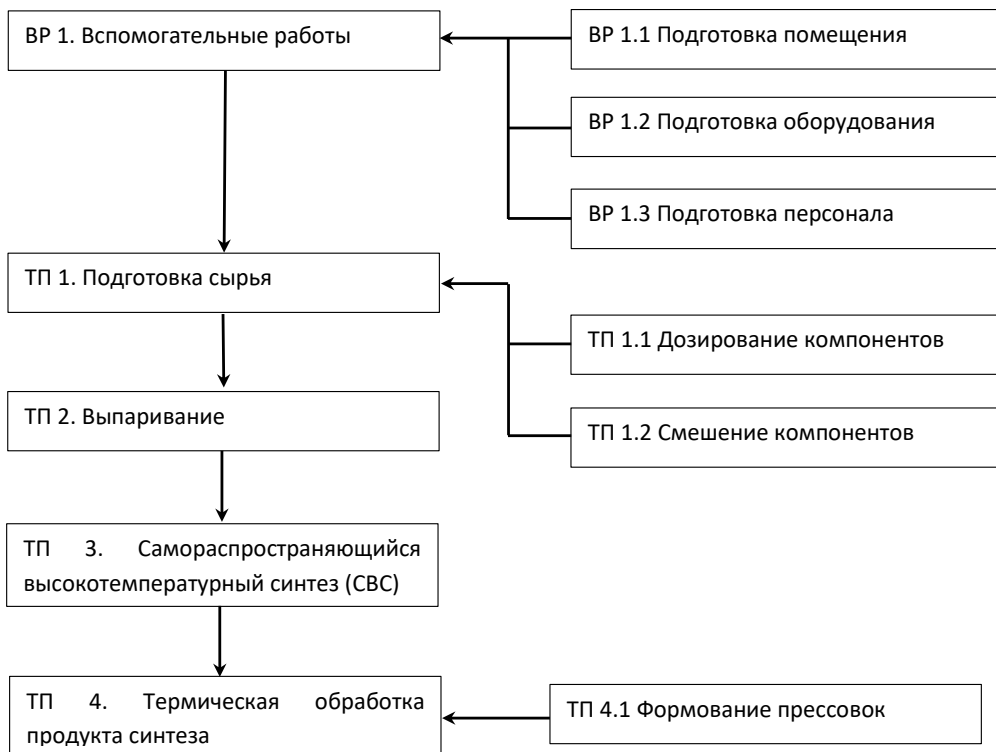 ВР 1. Вспомогательные работы
ВР 1.1 Подготовка помещения
ВР 1.2 Подготовка оборудования
ВР 1.3 Подготовка персонала
ТП 1. Подготовка сырья
ТП 1.1 Дозирование компонентов
ТП 1.2 Смешение компонентов
ТП 2. Выпаривание
ТП 3. Самораспространяющийся
высокотемпературный синтез (СВС)
ТП 4. Термическая обработка
продукта синтеза
ТП 4.1 Формование прессовок